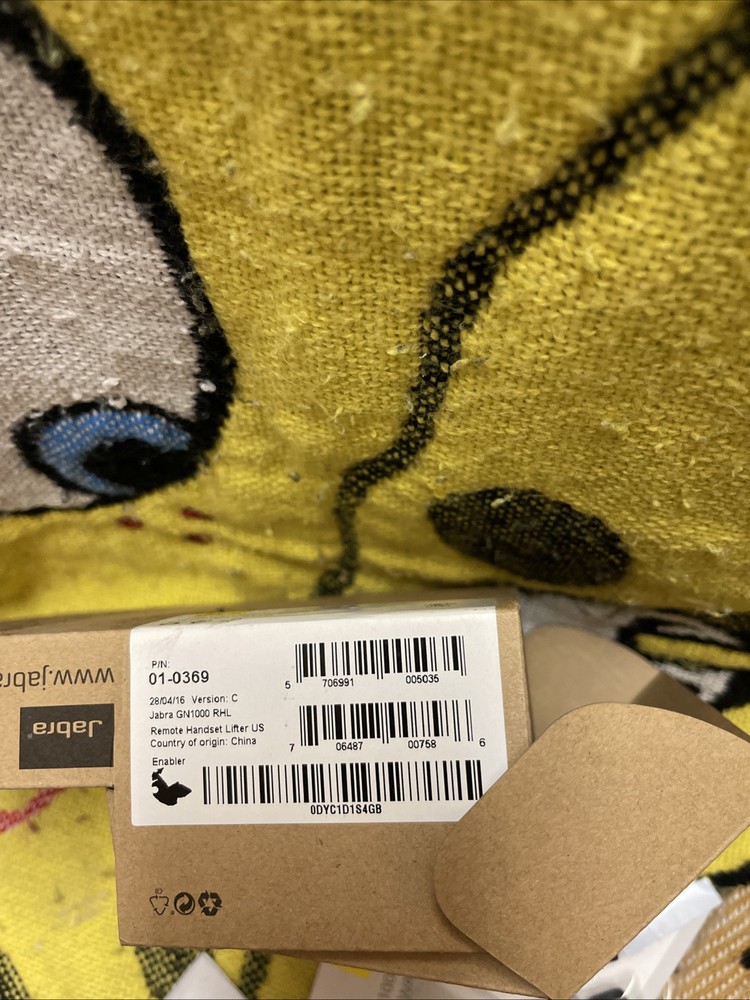 www.jabra
Jabra
P/N:
01-0369
28/04/16 Version: C
Jabra GN1000 RHL
Remote Handset Lifter US
Country of origin: China
Enabler
5 706991 005035
7 06487 00758 6
0DYC1D1S4GB